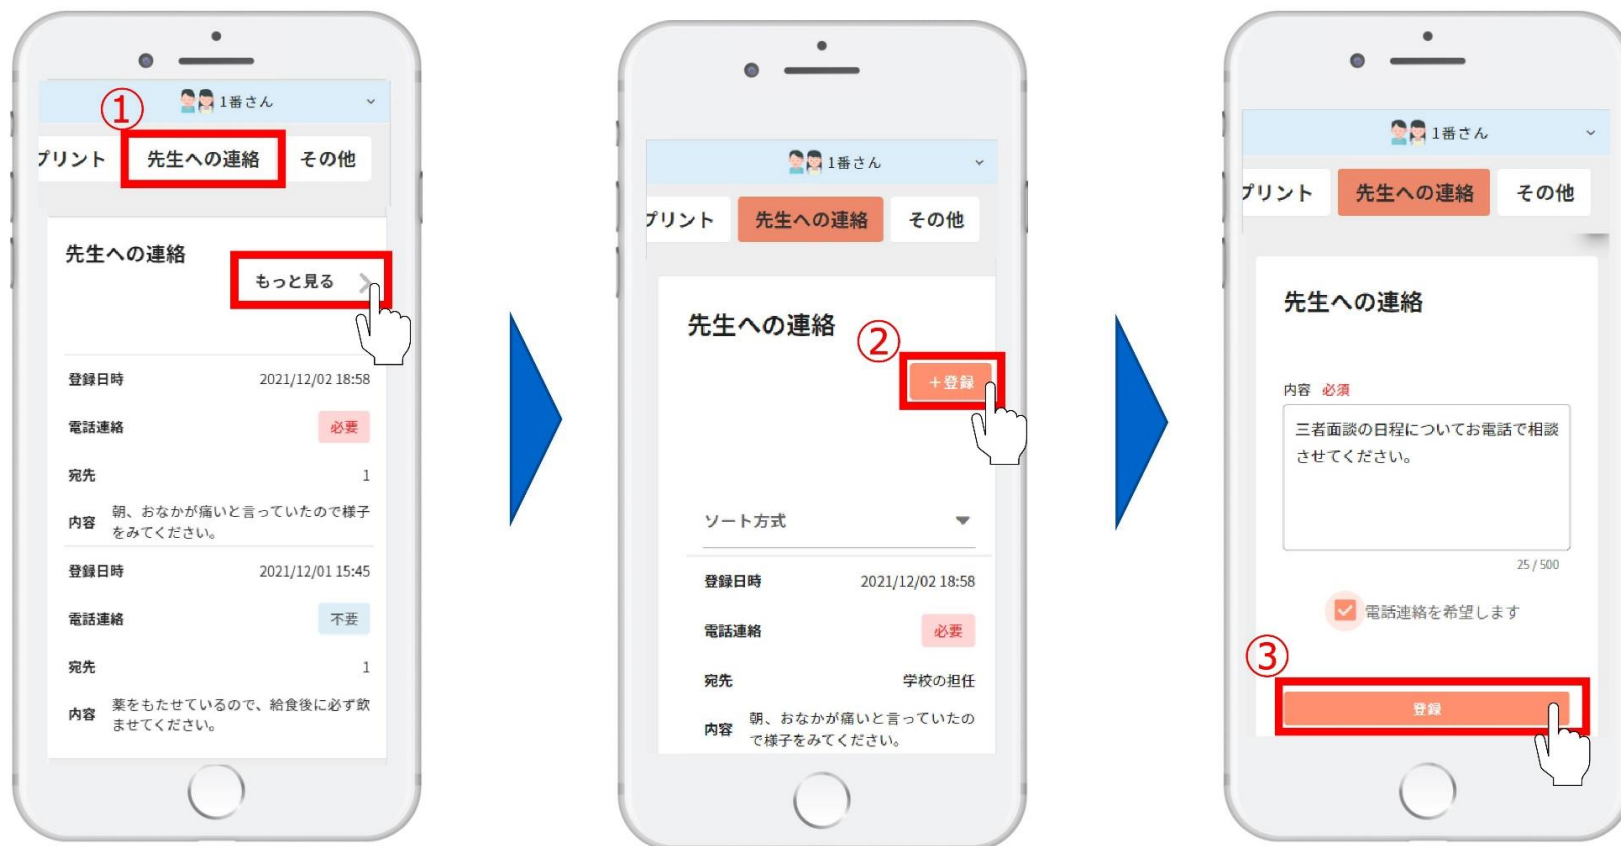 ①
1番さん
プリント
先生への連絡
その他
先生への連絡
もっと見る
登録日時 2021/12/02 18:58
電話連絡 必要
宛先 1
内容 朝、おなかが痛いと言っていたので様子
をみてください。
登録日時 2021/12/01 15:45
電話連絡 不要
宛先 1
内容 薬をもたせているので、給食後に必ず飲
ませてください。
1番さん
プリント
先生への連絡
その他
先生への連絡
②
+登録
ソート方式
登録日時 2021/12/02 18:58
電話連絡 必要
宛先 学校の担任
内容 朝、おなかが痛いと言っていたの
で様子をみてください。
1番さん
プリント
先生への連絡
その他
先生への連絡
内容 必須
三者面談の日程についてお電話で相談
させてください。
25 / 500
電話連絡を希望します
③
登録